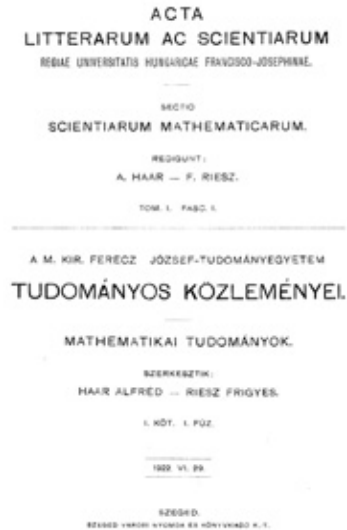 ACTA
LITTERARUM AC SCIENTIARUM
REGIAE UNIVERSITATIS HUNGARICAE FRANCISCO-JOSEPHINAE.
SECTIO
SCIENTIARUM MATHEMATICARUM.
REDIGUNT:
A. HAAR — F. RIESZ.
TOM. I. FASC. I.
A M. KIR. FERECZ JÓZSEF-TUDOMÁNYEGYETEM
TUDOMÁNYOS KÖZLEMÉNYEI.
MATHEMATIKAI TUDOMÁNYOK.
SZERKESZTIK:
HAAR ALFRÉD — RIESZ FRIGYES.
I. KÖT. I. FÜZ.
1922. VI. 29.
SZEGED.
SZEGED VÁROSI NYOMDA ÉS KÖNYVKIADÓ R.T.